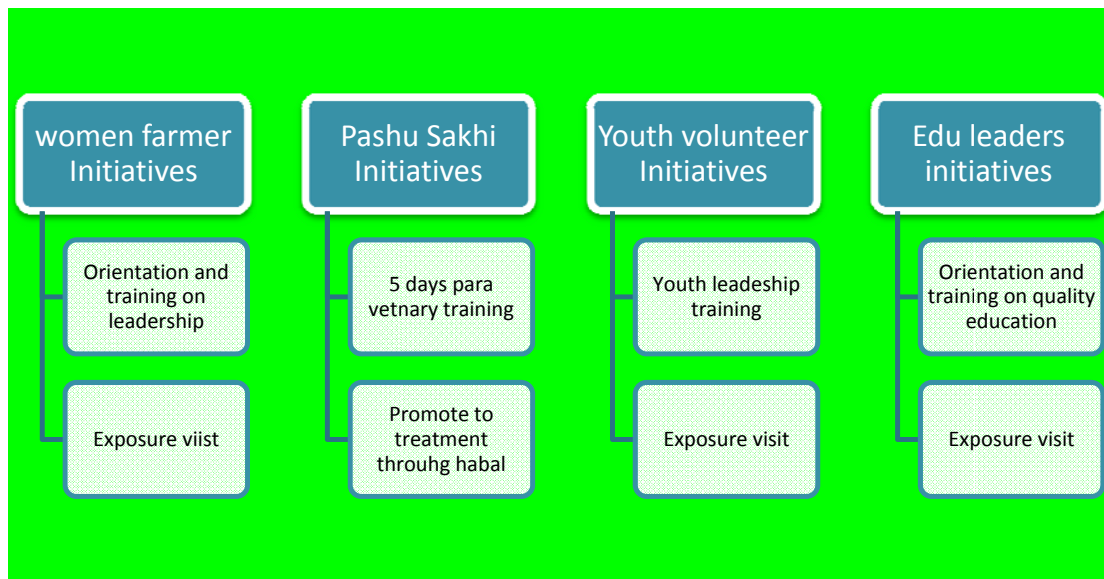 women farmer
Initiatives
Orientation and
training on
leadership
Exposure viist
Pashu Sakhi
Initiatives
5 days para
vetnary training
Promote to
treatment
throuhg habal
Youth volunteer
Initiatives
Youth leadeship
training
Exposure visit
Edu leaders
initiatives
Orientation and
training on quality
education
Exposure visit